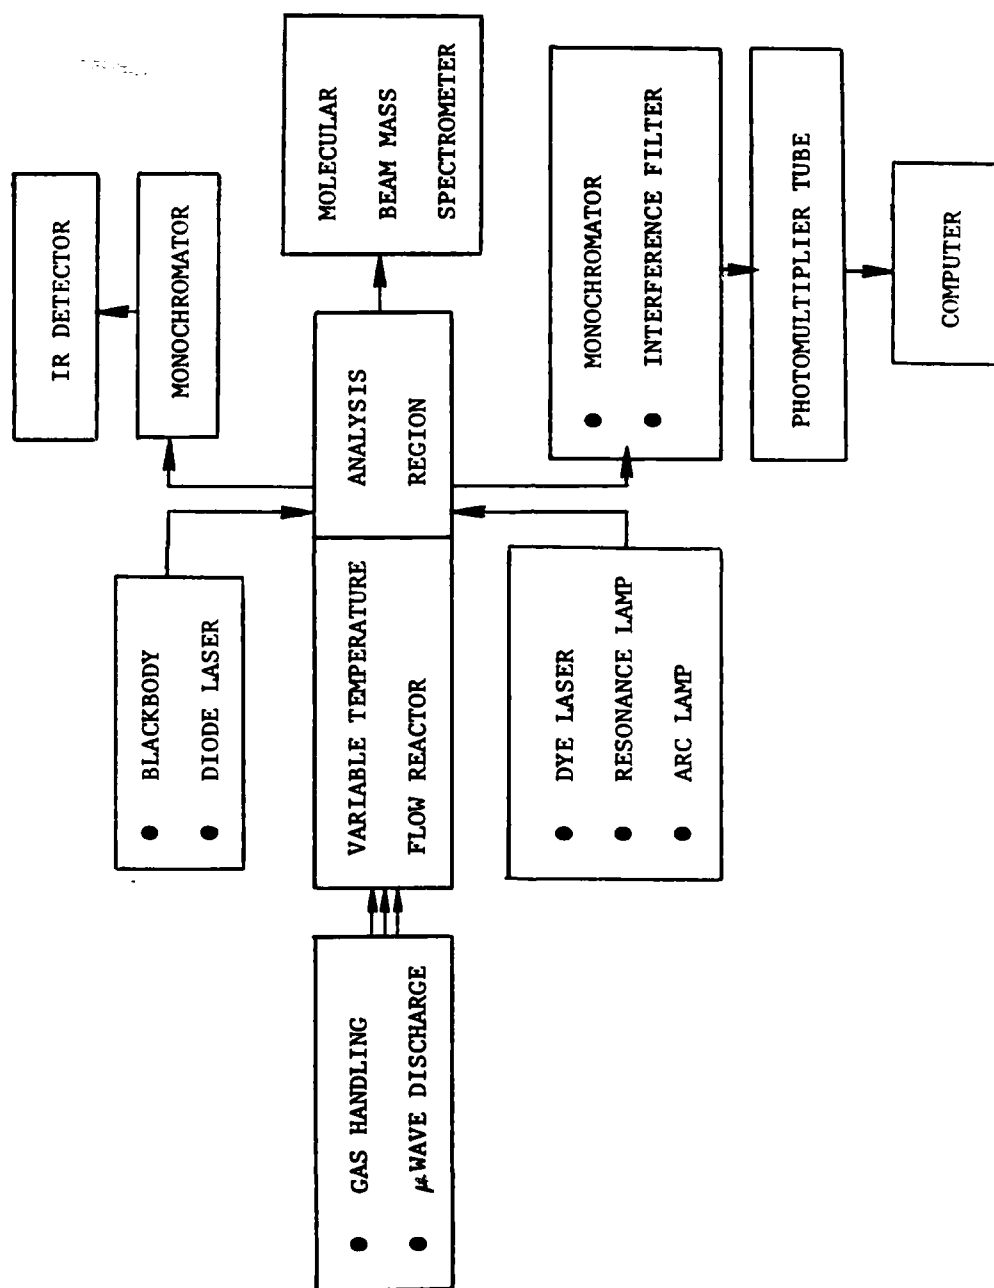 IR DETECTOR
MONOCHROMATOR
● BLACKBODY
● DIODE LASER
● GAS HANDLING
● μWAVE DISCHARGE
VARIABLE TEMPERATURE
FLOW REACTOR
ANALYSIS
REGION
MOLECULAR
BEAM MASS
SPECTROMETER
● DYE LASER
● RESONANCE LAMP
● ARC LAMP
● MONOCHROMATOR
● INTERFERENCE FILTER
PHOTOMULTIPLIER TUBE
COMPUTER